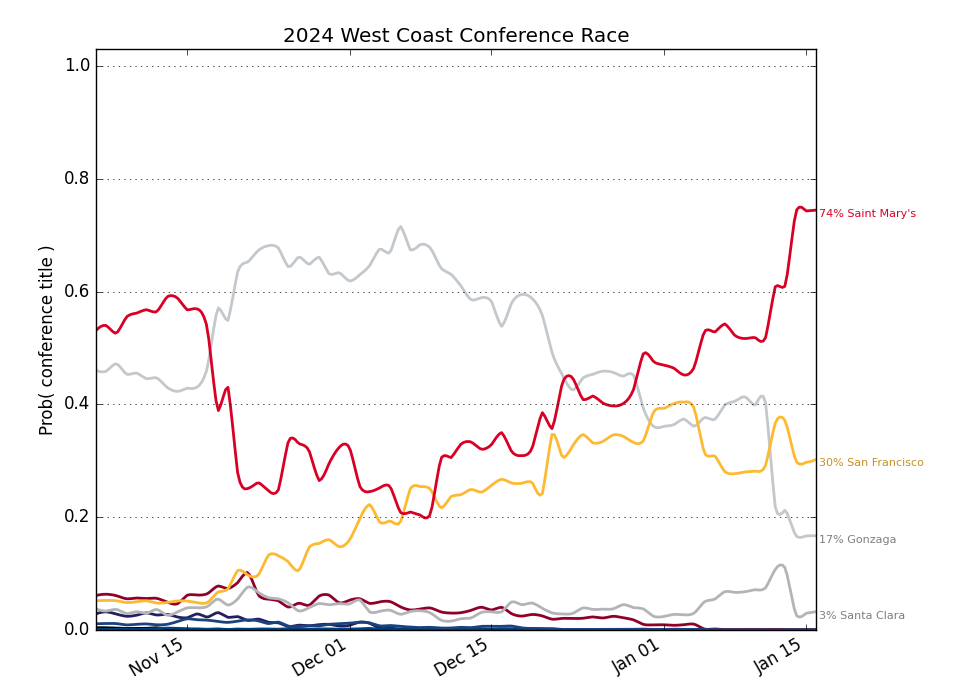 2024 West Coast Conference Race
Prob( conference title )
1.0
0.8
0.6
0.4
0.2
0.0
74% Saint Mary's
30% San Francisco
17% Gonzaga
3% Santa Clara
Nov 15
Dec 01
Dec 15
Jan 01
Jan 15